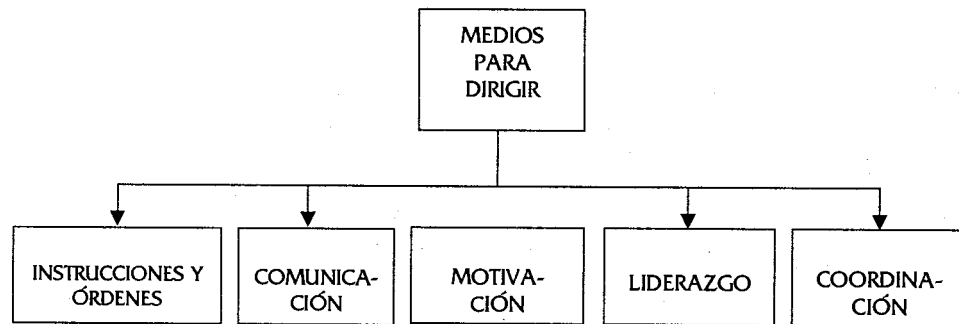 MEDIOS
PARA
DIRIGIR
INSTRUCCIONES Y
ÓRDENES
COMUNICA-
CIÓN
MOTIVA-
CIÓN
LIDERAZGO
COORDINA-
CIÓN